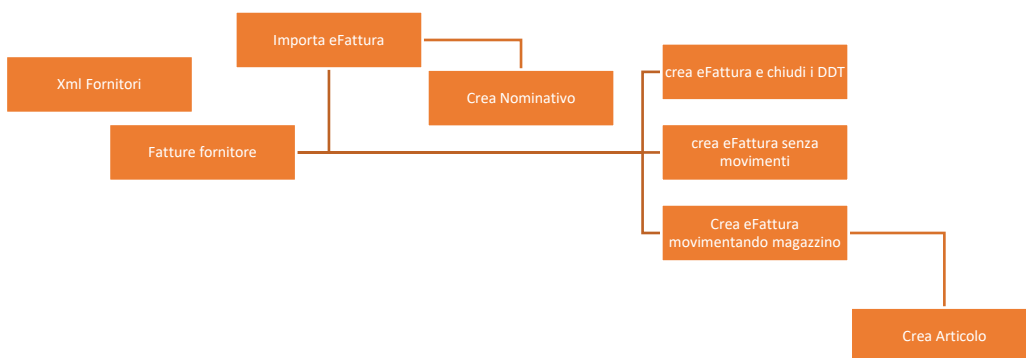 Importa eFattura
Xml Fornitori
crea eFattura e chiudi i DDT
Crea Nominativo
Fatture fornitore
crea eFattura senza
movimenti
Crea eFattura
movimentando magazzino
Crea Articolo